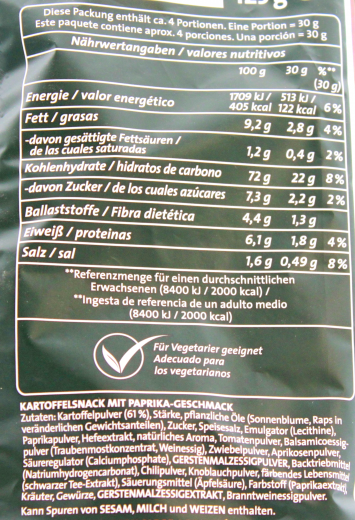 Diese Packung enthält ca. 4 Portionen. Eine Portion = 30 g
Este paquete contiene aprox. 4 porciones. Una porción = 30 g
Nährwertangaben / valores nutritivos
100 g 30 g %**
(30 g)
Energie / valor energético 1709 kJ / 513 kJ /
405 kcal 122 kcal 6%
Fett / grasas 9,2 g 2,8 g 4%
-davon gesättigte Fettsäuren /
de las cuales saturadas 1,2 g 0,4 g 2%
Kohlenhydrate / hidratos de carbono 72 g 22 g 8%
-davon Zucker / de los cuales azúcares 7,3 g 2,2 g 2%
Ballaststoffe / Fibra dietética 4,4 g 1,3 g
Eiweiß / proteinas 6,1 g 1,8 g 4%
Salz / sal 1,6 g 0,49 g 8%
**Referenzmenge für einen durchschnittlichen
Erwachsenen (8400 kJ / 2000 kcal) /
**Ingesta de referencia de un adulto medio
(8400 kJ / 2000 kcal)
Für Vegetarier geeignet
Adecuado para
los vegetarianos
KARTOFFELSNACK MIT PAPRIKA-GESCHMACK
Zutaten: Kartoffelpulver (61%), Stärke, pflanzliche Öle (Sonnenblume, Raps in
veränderlichen Gewichtsanteilen), Zucker, Speisesalz, Emulgator (Lecithine),
Paprikapulver, Hefeextrakt, natürliches Aroma, Tomatenpulver, Balsamicoessig-
pulver (Traubenmostkonzentrat, Weinessig), Zwiebelpulver, Aprikosenpulver,
Säureregulator (Calciumphosphate), GERSTENMALZESSIGPULVER, Backtriebmittel
(Natriumhydrogencarbonat), Chilipulver, Knoblauchpulver, färbendes Lebensmittel
(schwarzer Tee-Extrakt), Säuerungsmittel (Äpfelsäure), Farbstoff (Paprikaextrakt),
Kräuter, Gewürze, GERSTENMALZESSIGEXTRAKT, Branntweinessigpulver.
Kann Spuren von SESAM, MILCH und WEIZEN enthalten.